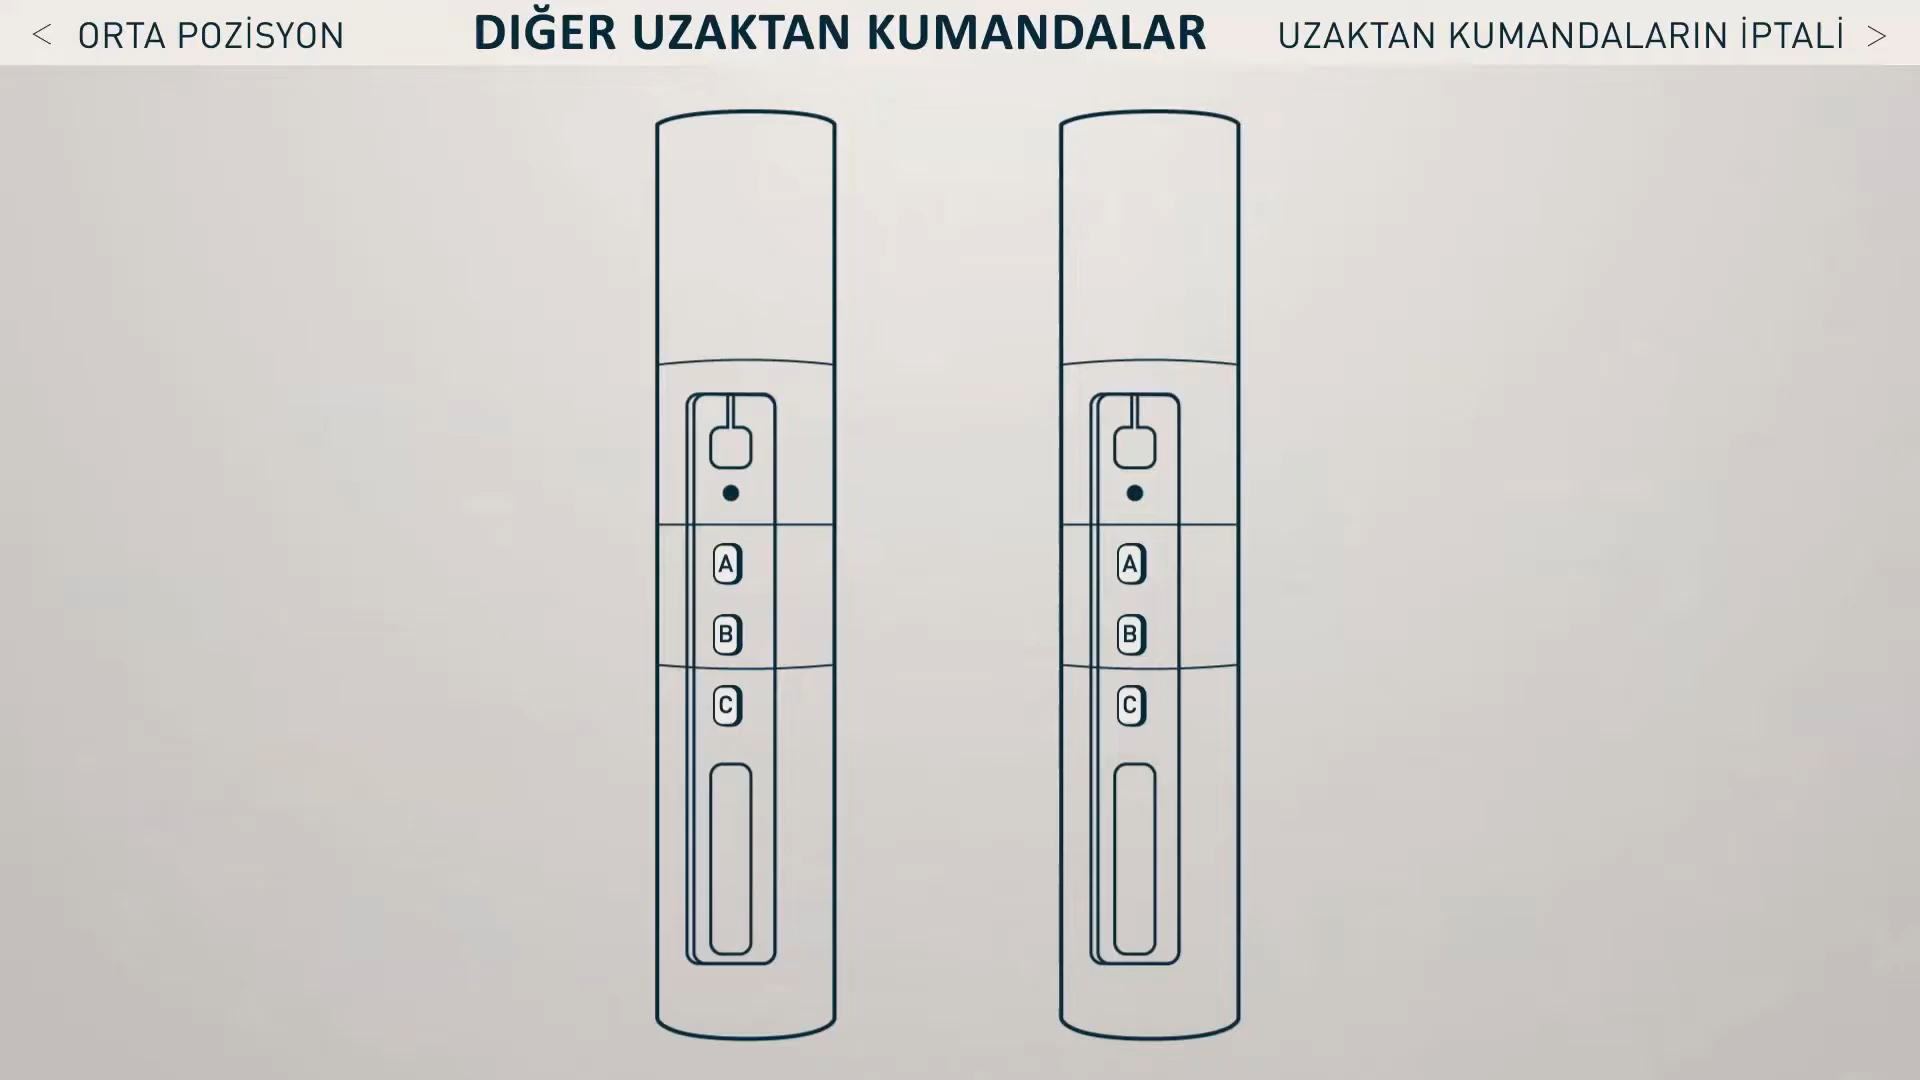 < ORTA POZİSYON
DIĞER UZAKTAN KUMANDALAR
UZAKTAN KUMANDALARIN İPTALİ >
A
B
C
A
B
C